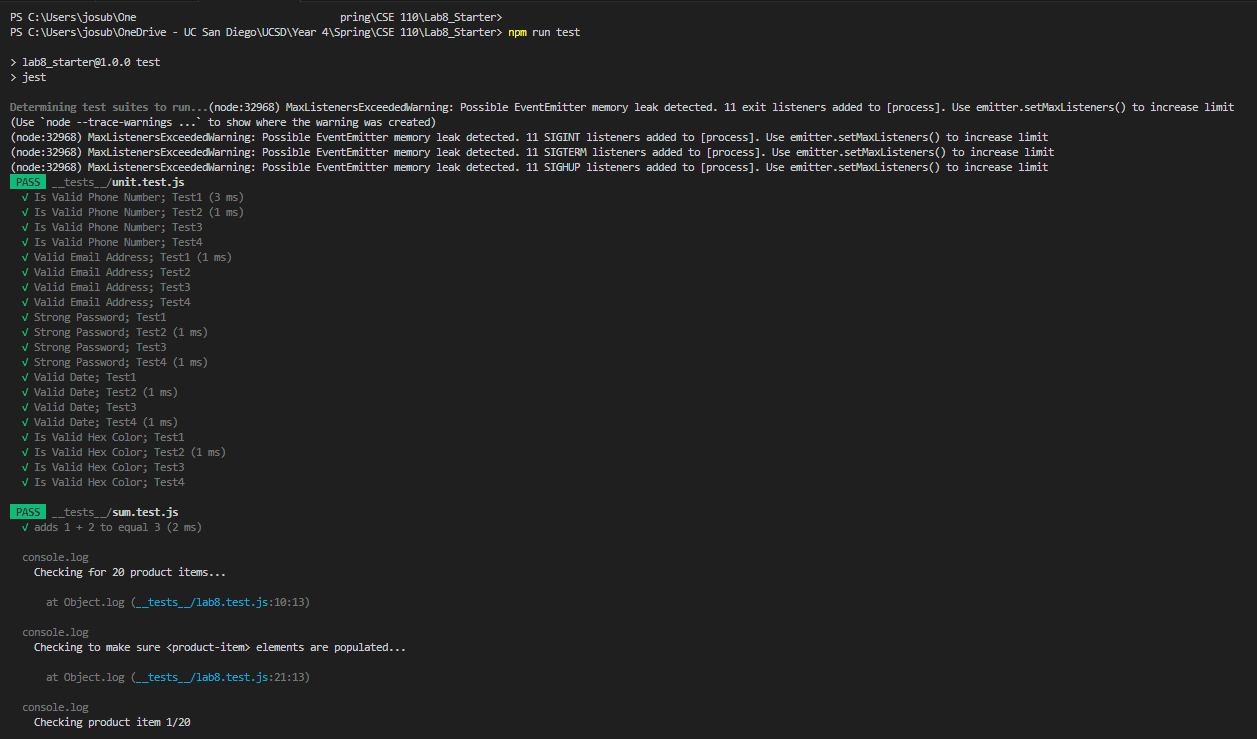 PS C:\Users\josub\One pring\CSE 110\Lab8_Starter>
PS C:\Users\josub\OneDrive - UC San Diego\UCSD\Year 4\Spring\CSE 110\Lab8_Starter> npm run test
> lab8_starter@1.0.0 test
> jest
Determining test suites to run...(node:32968) MaxListenersExceededWarning: Possible EventEmitter memory leak detected. 11 exit listeners added to [process]. Use emitter.setMaxListeners() to increase limit
(Use `node --trace-warnings ...` to show where the warning was created)
(node:32968) MaxListenersExceededWarning: Possible EventEmitter memory leak detected. 11 SIGINT listeners added to [process]. Use emitter.setMaxListeners() to increase limit
(node:32968) MaxListenersExceededWarning: Possible EventEmitter memory leak detected. 11 SIGTERM listeners added to [process]. Use emitter.setMaxListeners() to increase limit
(node:32968) MaxListenersExceededWarning: Possible EventEmitter memory leak detected. 11 SIGHUP listeners added to [process]. Use emitter.setMaxListeners() to increase limit
PASS __tests__/unit.test.js
√ Is Valid Phone Number; Test1 (3 ms)
√ Is Valid Phone Number; Test2 (1 ms)
√ Is Valid Phone Number; Test3
√ Is Valid Phone Number; Test4
√ Valid Email Address; Test1 (1 ms)
√ Valid Email Address; Test2
√ Valid Email Address; Test3
√ Valid Email Address; Test4
√ Strong Password; Test1
√ Strong Password; Test2 (1 ms)
√ Strong Password; Test3
√ Strong Password; Test4 (1 ms)
√ Valid Date; Test1
√ Valid Date; Test2 (1 ms)
√ Valid Date; Test3
√ Valid Date; Test4 (1 ms)
√ Is Valid Hex Color; Test1
√ Is Valid Hex Color; Test2 (1 ms)
√ Is Valid Hex Color; Test3
√ Is Valid Hex Color; Test4
PASS __tests__/sum.test.js
√ adds 1 + 2 to equal 3 (2 ms)
console.log
Checking for 20 product items...
at Object.log (__tests__/lab8.test.js:10:13)
console.log
Checking to make sure <product-item> elements are populated...
at Object.log (__tests__/lab8.test.js:21:13)
console.log
Checking product item 1/20